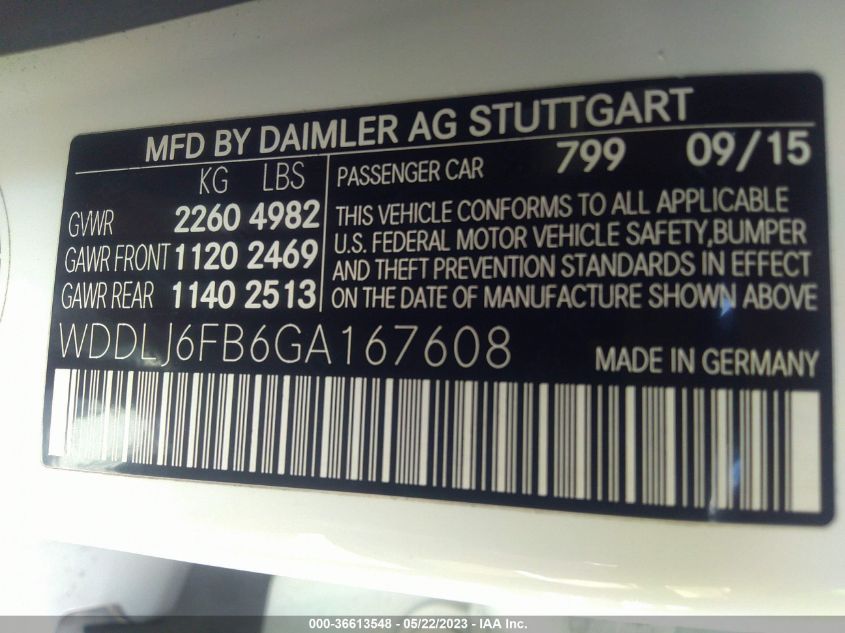 MFD BY DAIMLER AG STUTTGART
KG LBS
GVWR 2260 4982
GAWR FRONT 1120 2469
GAWR REAR 1140 2513
PASSENGER CAR 799 09/15
THIS VEHICLE CONFORMS TO ALL APPLICABLE
U.S. FEDERAL MOTOR VEHICLE SAFETY,BUMPER
AND THEFT PREVENTION STANDARDS IN EFFECT
ON THE DATE OF MANUFACTURE SHOWN ABOVE
WDDLJ6FB6GA167608
MADE IN GERMANY
000-36613548 - 05/22/2023 - IAA Inc.